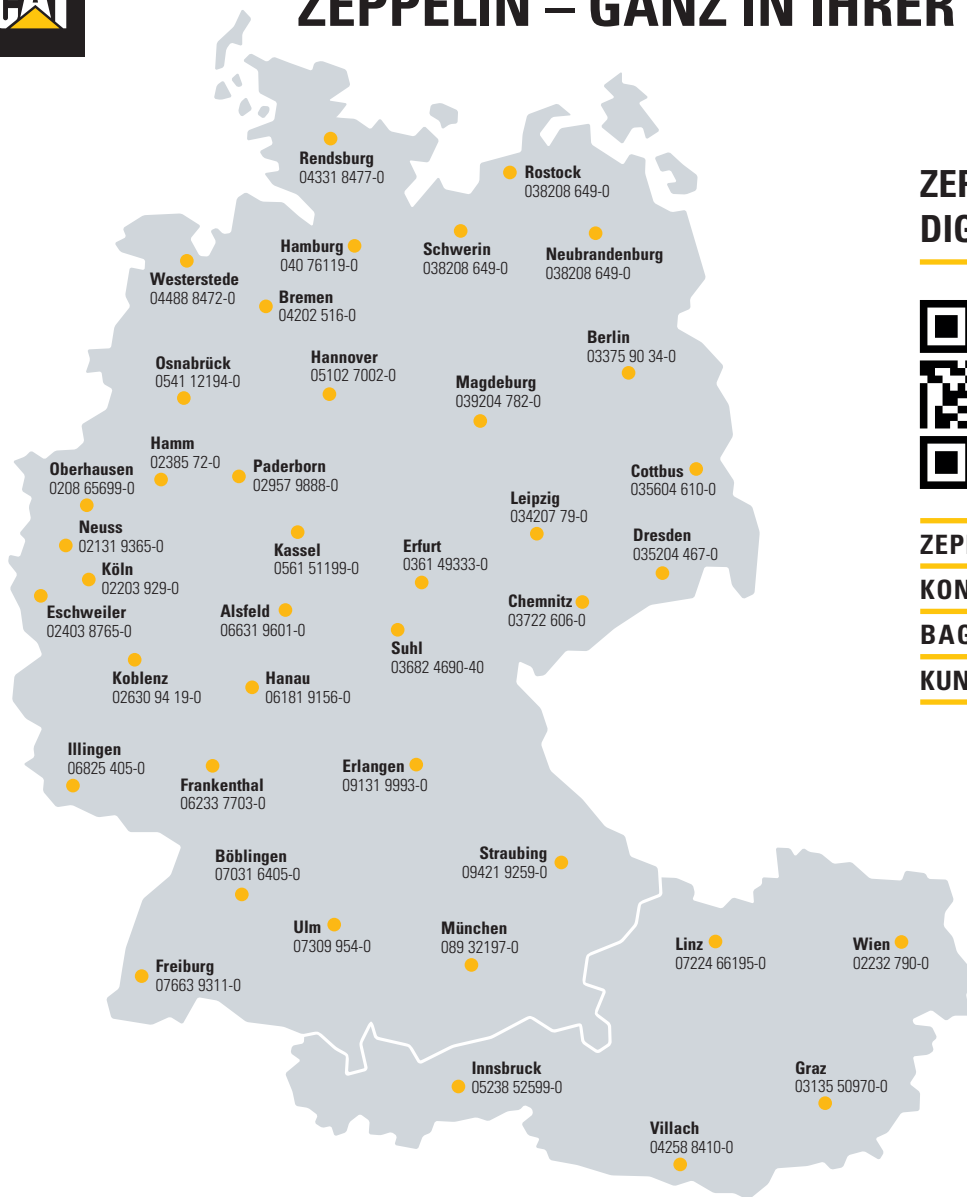 CAT
ZEPPELIN – GANZ IN IHRER
Rendsburg
04331 8477-0
Rostock
038208 649-0
Hamburg
040 76119-0
Schwerin
038208 649-0
Neubrandenburg
038208 649-0
Westerstede
04488 8472-0
Bremen
04202 516-0
Berlin
03375 90 34-0
Osnabrück
0541 12194-0
Hannover
05102 7002-0
Magdeburg
039204 782-0
Hamm
02385 72-0
Oberhausen
0208 65699-0
Paderborn
02957 9888-0
Cottbus
035604 610-0
Leipzig
034207 79-0
Neuss
02131 9365-0
Kassel
0561 51199-0
Erfurt
0361 49333-0
Dresden
035204 467-0
Köln
02203 929-0
Eschweiler
02403 8765-0
Alsfeld
06631 9601-0
Chemnitz
03722 606-0
Suhl
03682 4690-40
Koblenz
02630 94 19-0
Hanau
06181 9156-0
Illingen
06825 405-0
Frankenthal
06233 7703-0
Erlangen
09131 9993-0
Böblingen
07031 6405-0
Straubing
09421 9259-0
Ulm
07309 954-0
München
089 32197-0
Freiburg
07663 9311-0
Linz
07224 66195-0
Wien
02232 790-0
Innsbruck
05238 52599-0
Graz
03135 50970-0
Villach
04258 8410-0
DIG
ZEP
KON
BAG
KUN